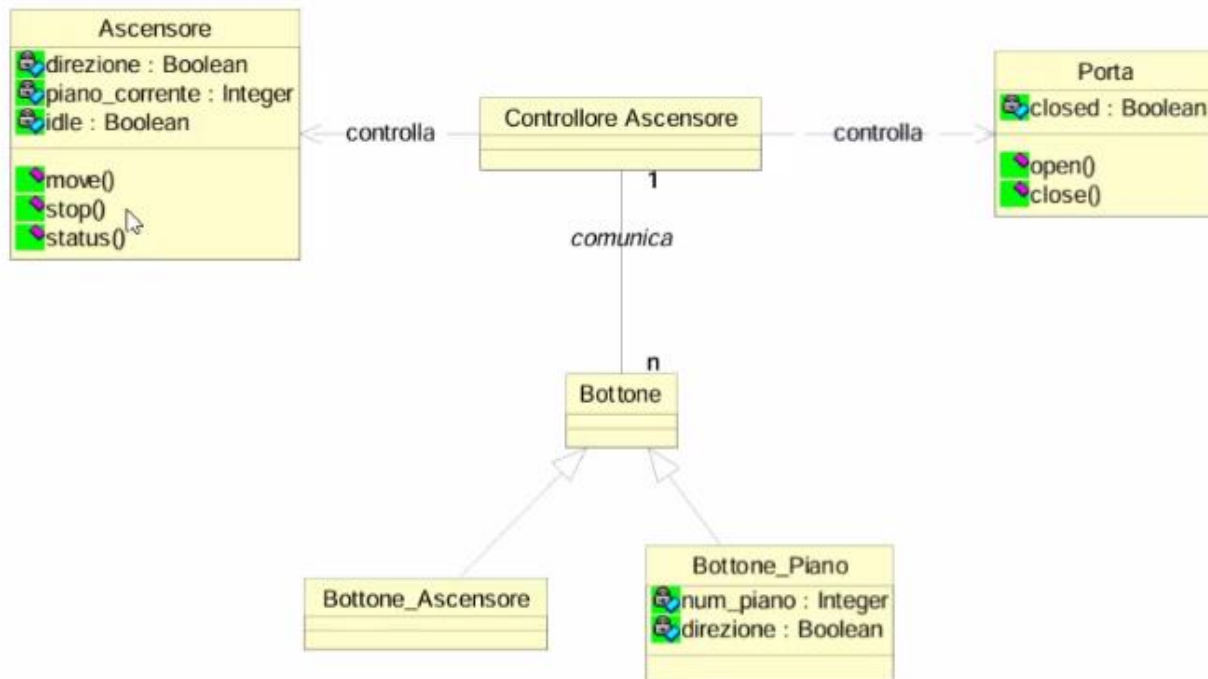 Ascensore
direzione : Boolean
piano_corrente : Integer
idle : Boolean
move()
stop()
status()
controlla
Controllore Ascensore
controlla
Porta
closed : Boolean
open()
close()
1
comunica
n
Bottone
Bottone_Ascensore
Bottone_Piano
num_piano : Integer
direzione : Boolean